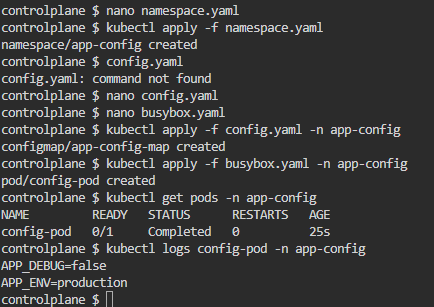 controlplane $ nano namespace.yaml
controlplane $ kubectl apply -f namespace.yaml
namespace/app-config created
controlplane $ config.yaml
config.yaml: command not found
controlplane $ nano config.yaml
controlplane $ nano busybox.yaml
controlplane $ kubectl apply -f config.yaml -n app-config
configmap/app-config-map created
controlplane $ kubectl apply -f busybox.yaml -n app-config
pod/config-pod created
controlplane $ kubectl get pods -n app-config
NAME         READY   STATUS      RESTARTS   AGE
config-pod   0/1     Completed   0          25s
controlplane $ kubectl logs config-pod -n app-config
APP_DEBUG=false
APP_ENV=production
controlplane $